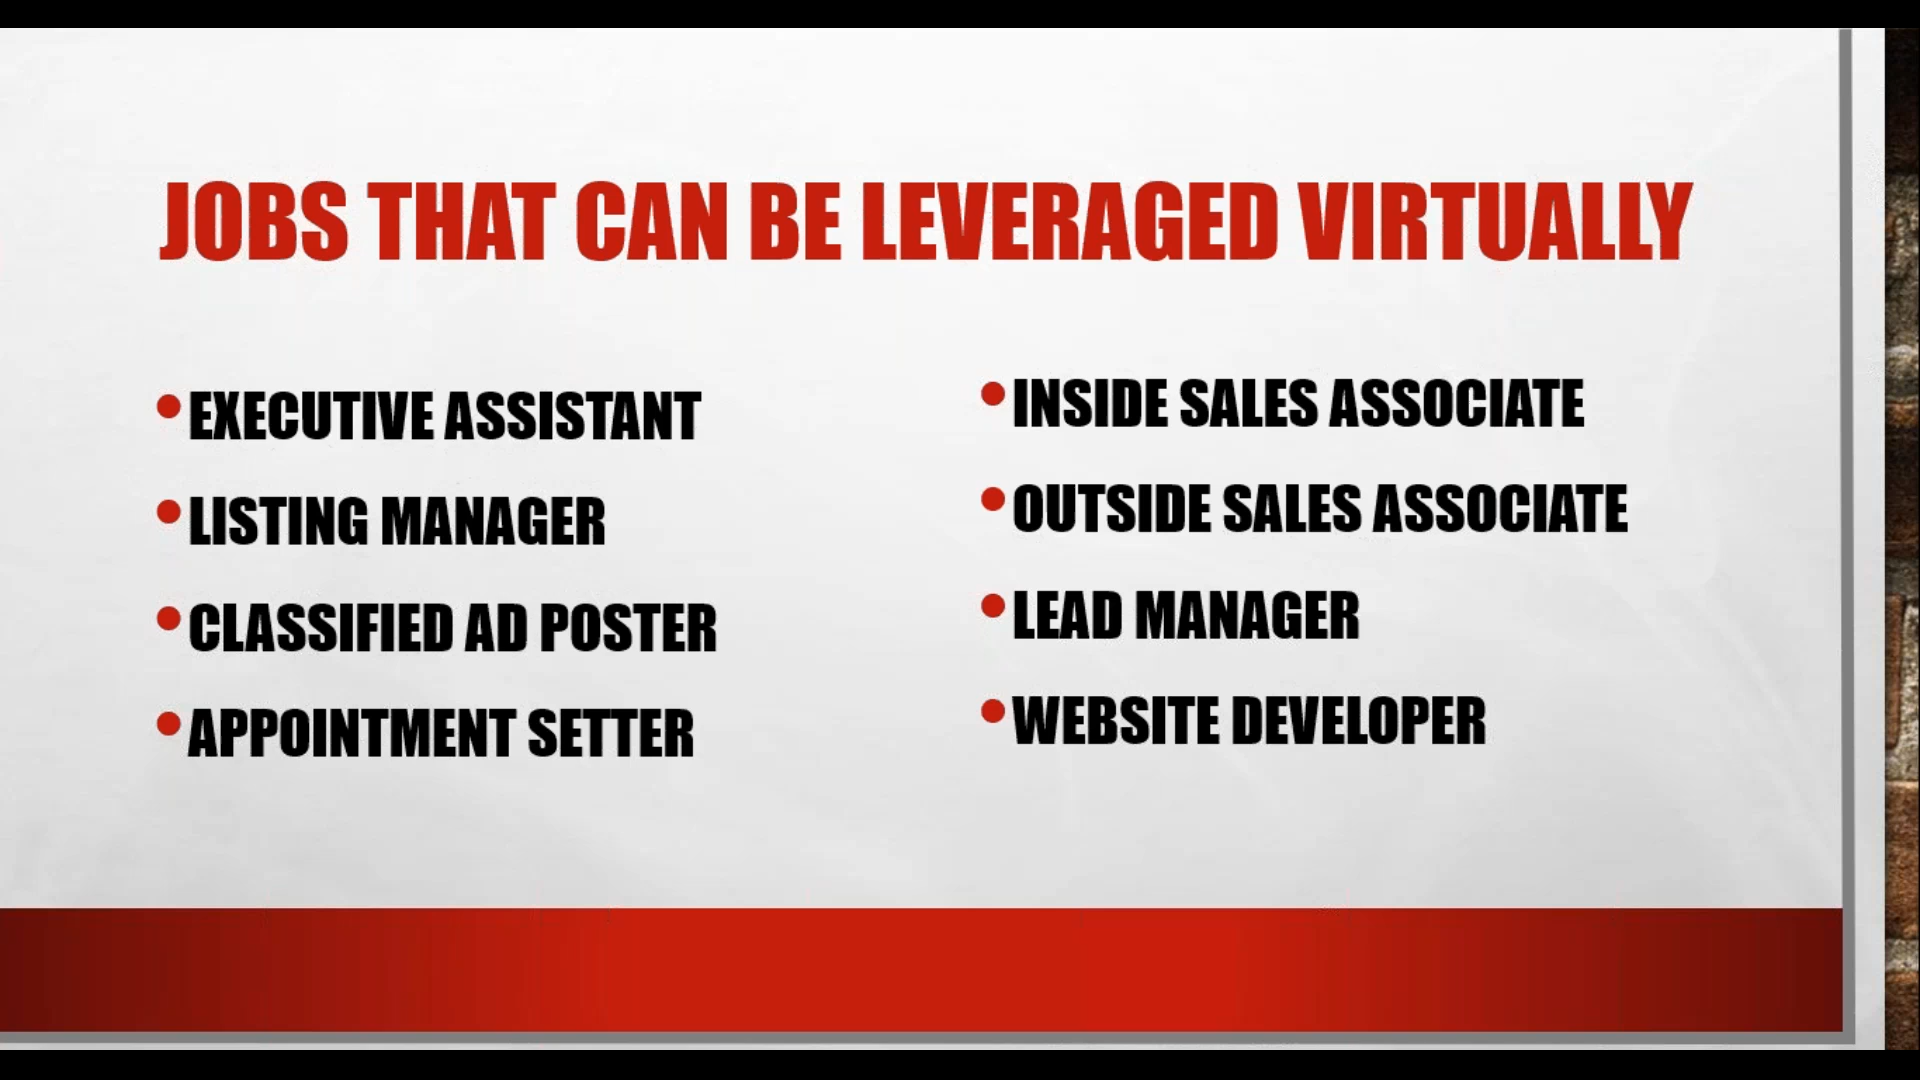 JOBS THAT CAN BE LEVERAGED VIRTUALLY
•EXECUTIVE ASSISTANT
•LISTING MANAGER
•CLASSIFIED AD POSTER
•APPOINTMENT SETTER
•INSIDE SALES ASSOCIATE
•OUTSIDE SALES ASSOCIATE
•LEAD MANAGER
•WEBSITE DEVELOPER